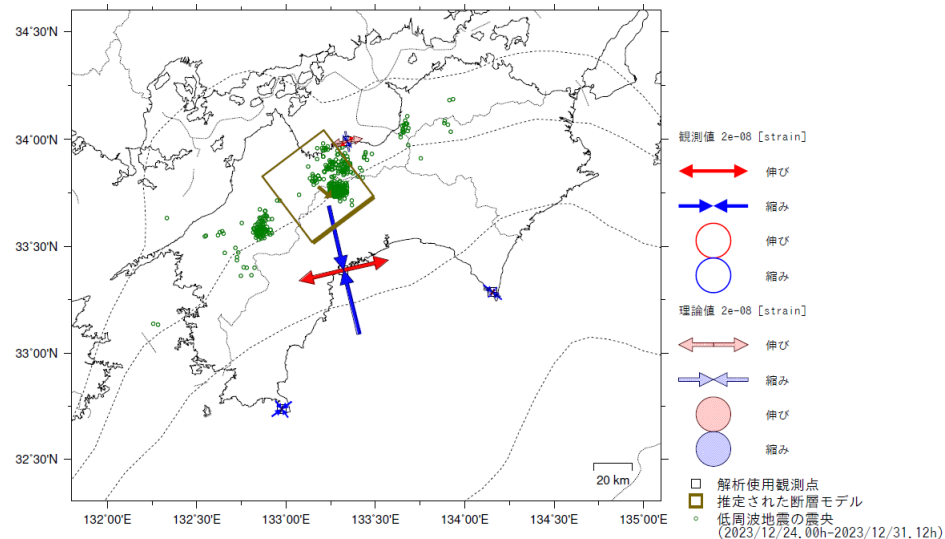 34°30'N
34°00'N
33°30'N
33°00'N
32°30'N
132°00'E
132°30'E
133°00'E
133°30'E
134°00'E
134°30'E
135°00'E
20 km
観測値 2e-08 [strain]
伸び
縮み
伸び
縮み
理論値 2e-08 [strain]
伸び
縮み
伸び
縮み
解析使用観測点
推定された断層モデル
低周波地震の震央
(2023/12/24.00h-2023/12/31.12h)